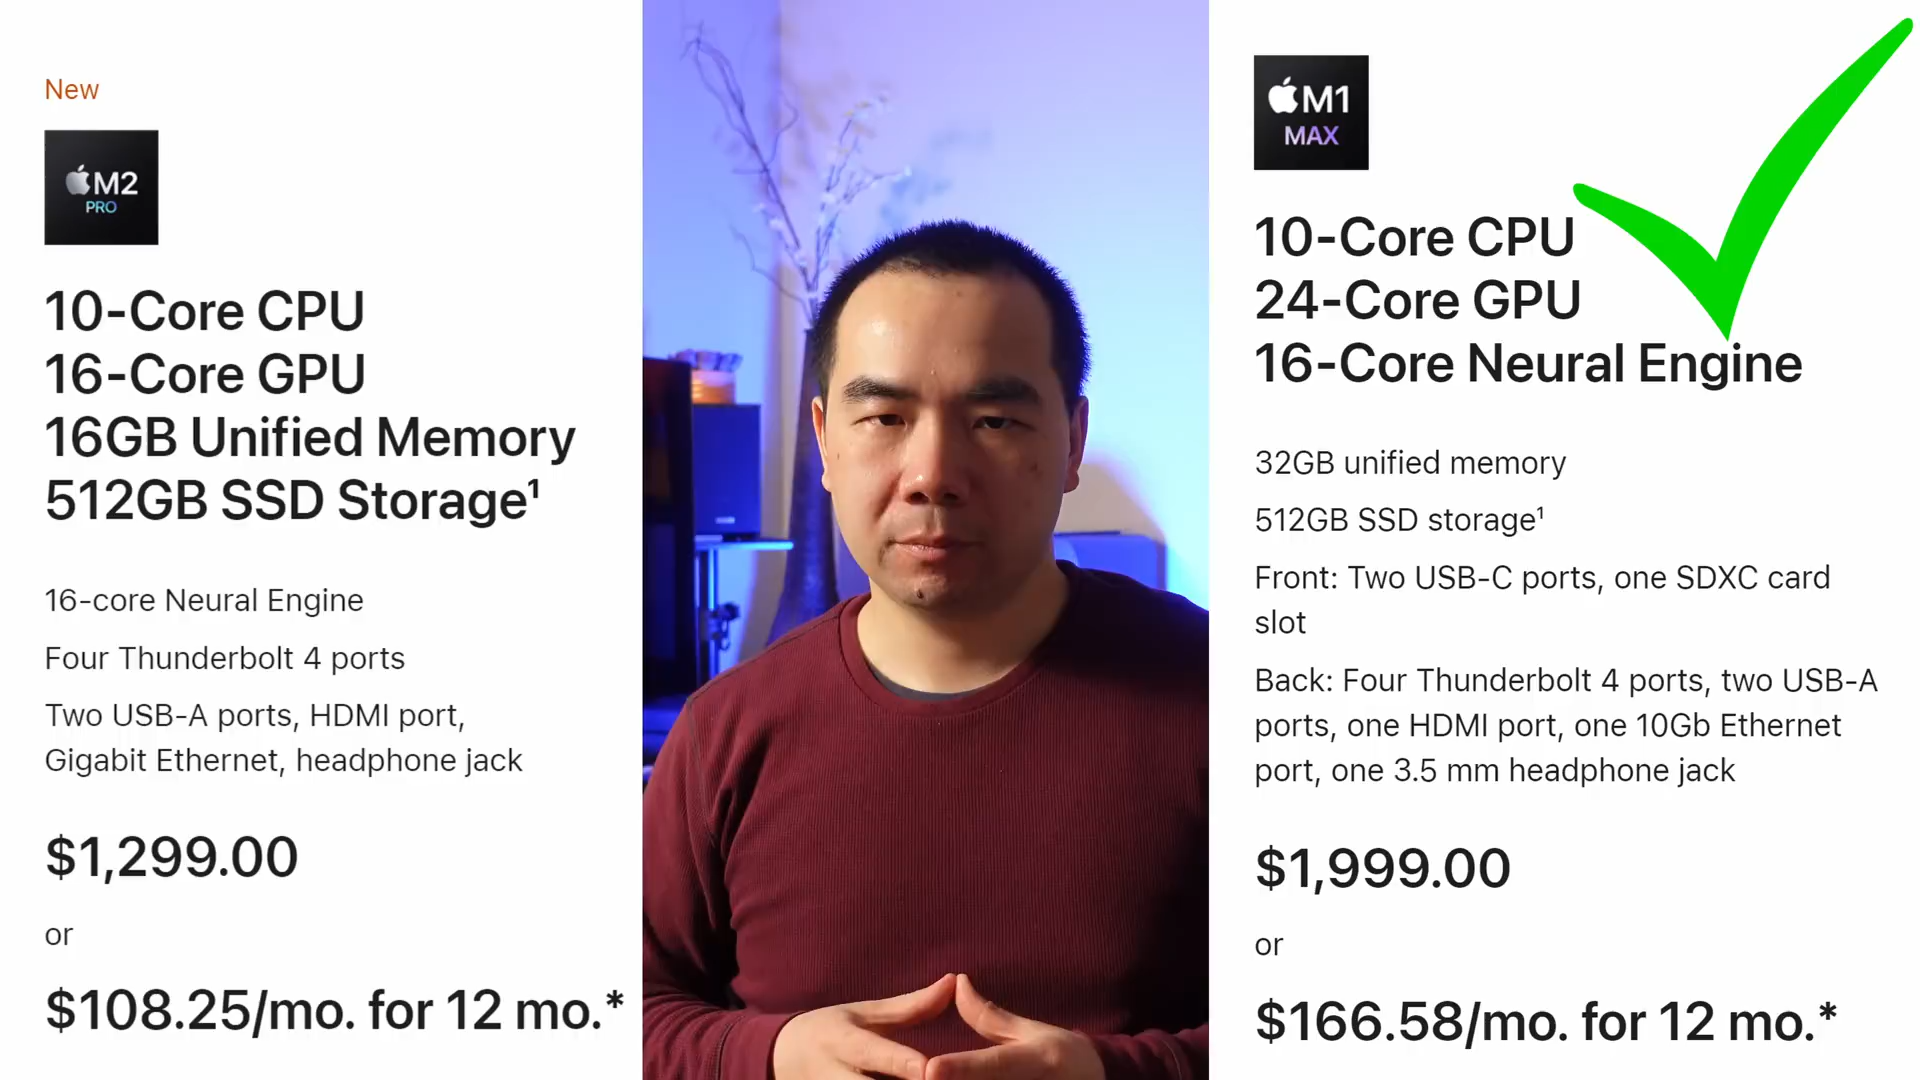 New
M2
PRO
10-Core CPU
16-Core GPU
16GB Unified Memory
512GB SSD Storage¹
16-core Neural Engine
Four Thunderbolt 4 ports
Two USB-A ports, HDMI port,
Gigabit Ethernet, headphone jack
$1,299.00
or
$108.25/mo. for 12 mo.*
M1
MAX
10-Core CPU
24-Core GPU
16-Core Neural Engine
32GB unified memory
512GB SSD storage¹
Front: Two USB-C ports, one SDXC card
slot
Back: Four Thunderbolt 4 ports, two USB-A
ports, one HDMI port, one 10Gb Ethernet
port, one 3.5 mm headphone jack
$1,999.00
or
$166.58/mo. for 12 mo.*